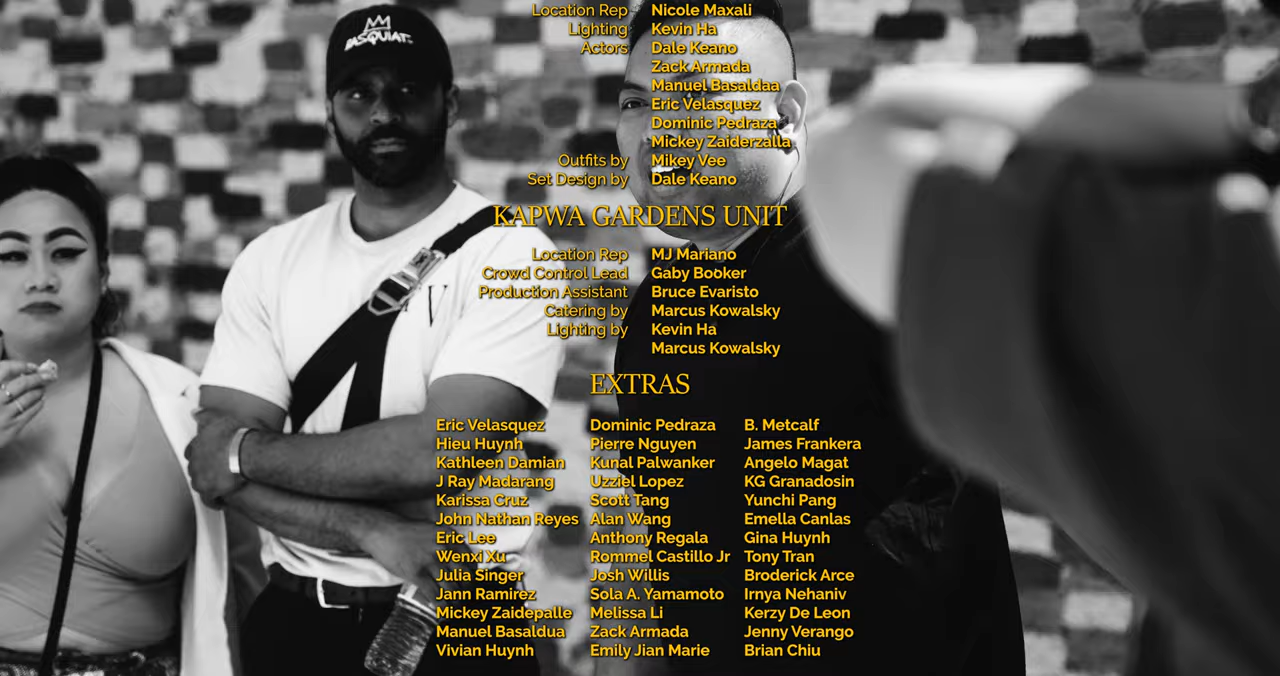 BASQUIAT
Location Rep Nicole Maxali
Lighting Kevin Ha
Actors Dale Keano
Zack Armada
Manuel Basaldaa
Eric Velasquez
Dominic Pedraza
Mickey Zaiderzalla
Outfits by Mikey Vee
Set Design by Dale Keano
KAPWA GARDENS UNIT
Location Rep MJ Mariano
Crowd Control Lead Gaby Booker
Production Assistant Bruce Evaristo
Catering by Marcus Kowalsky
Lighting by Kevin Ha
Marcus Kowalsky
V
EXTRAS
Eric Velasquez Dominic Pedraza B. Metcalf
Hieu Huynh Pierre Nguyen James Frankera
Kathleen Damian Kunal Palwanker Angelo Magat
J Ray Madarang Uzziel Lopez KG Granadosin
Karissa Cruz Scott Tang Yunchi Pang
John Nathan Reyes Alan Wang Emella Canlas
Eric Lee Anthony Regala Gina Huynh
Wenxi Xu Rommel Castillo Jr Tony Tran
Julia Singer Josh Willis Broderick Arce
Jann Ramirez Sola A. Yamamoto Irnya Nehaniv
Mickey Zaidepalle Melissa Li Kerzy De Leon
Manuel Basaldua Zack Armada Jenny Verango
Vivian Huynh Emily Jian Marie Brian Chiu